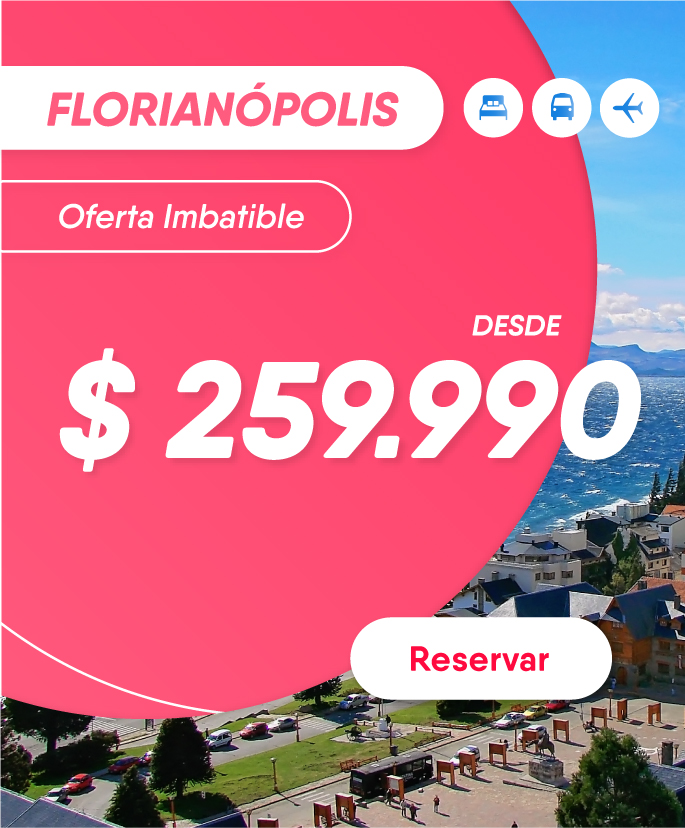 FLORIANÓPOLIS
Oferta Imbatible
DESDE
$ 259.990
Reservar